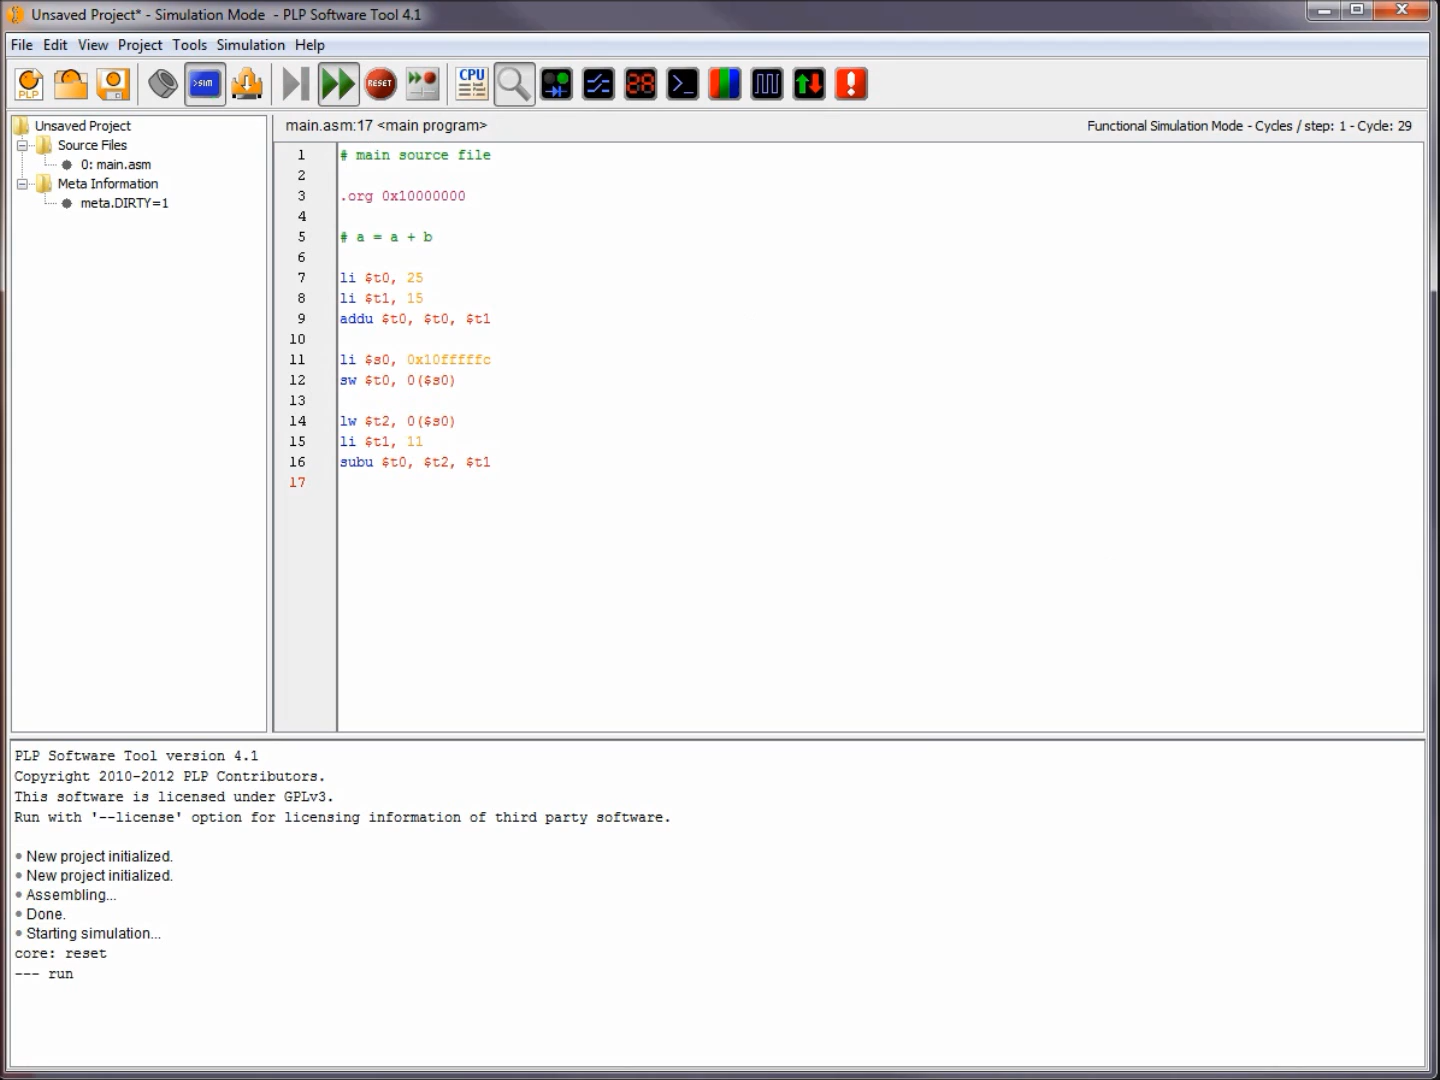 Unsaved Project* - Simulation Mode - PLP Software Tool 4.1
File Edit View Project Tools Simulation Help
PLP >SIM RESET CPU 28 >_
Unsaved Project
Source Files
0: main.asm
Meta Information
meta.DIRTY=1
main.asm:17 <main program>
Functional Simulation Mode - Cycles / step: 1 - Cycle: 29
1 # main source file
2
3 .org 0x10000000
4
5 # a = a + b
6
7 li $t0, 25
8 li $t1, 15
9 addu $t0, $t0, $t1
10
11 li $s0, 0x10fffffc
12 sw $t0, 0($s0)
13
14 lw $t2, 0($s0)
15 li $t1, 11
16 subu $t0, $t2, $t1
17
PLP Software Tool version 4.1
Copyright 2010-2012 PLP Contributors.
This software is licensed under GPLv3.
Run with '--license' option for licensing information of third party software.
New project initialized.
New project initialized.
Assembling...
Done.
Starting simulation...
core: reset
--- run